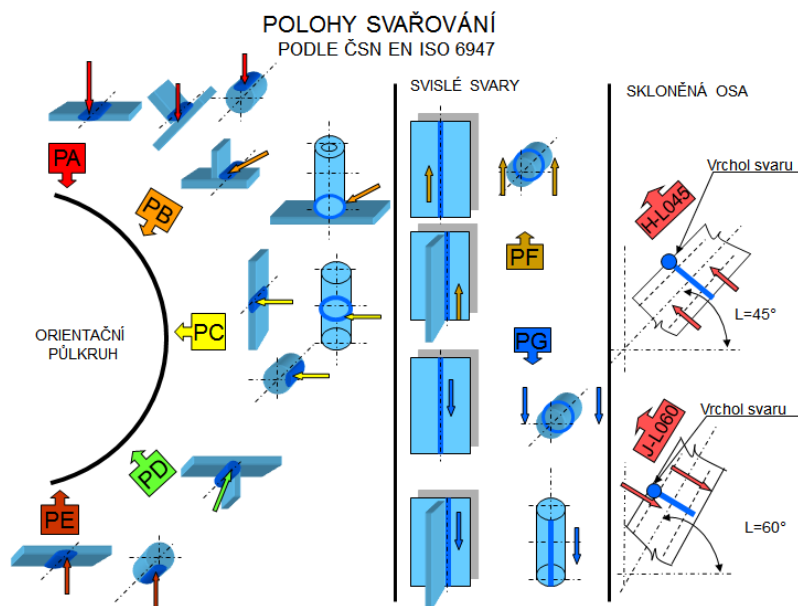 POLOHY SVAŘOVÁNÍ
PODLE ČSN EN ISO 6947
SVISLÉ SVARY
SKLONĚNÁ OSA
PA
PB
PC
ORIENTAČNÍ
PŮLKRUH
PD
PE
PF
PG
Vrchol svaru
H-L045
L=45°
Vrchol svaru
J-L060
L=60°